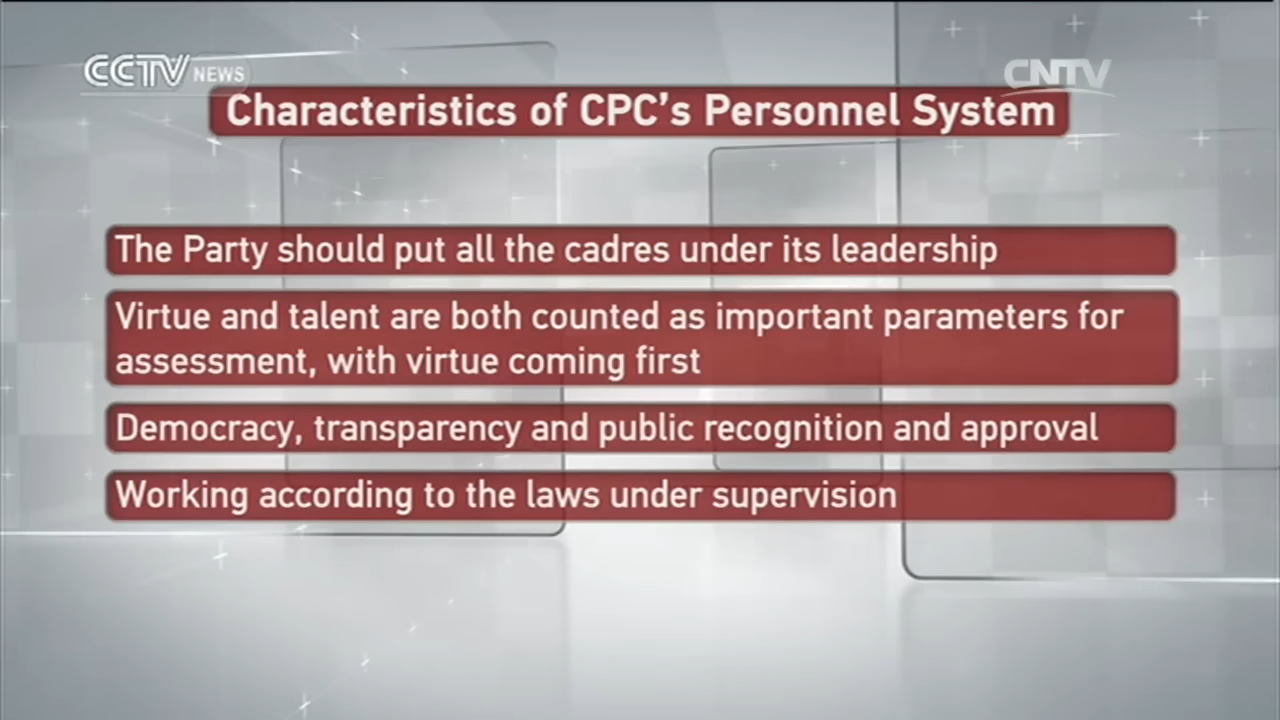 CCTV NEWS
CNTV
Characteristics of CPC's Personnel System
The Party should put all the cadres under its leadership
Virtue and talent are both counted as important parameters for
assessment, with virtue coming first
Democracy, transparency and public recognition and approval
Working according to the laws under supervision